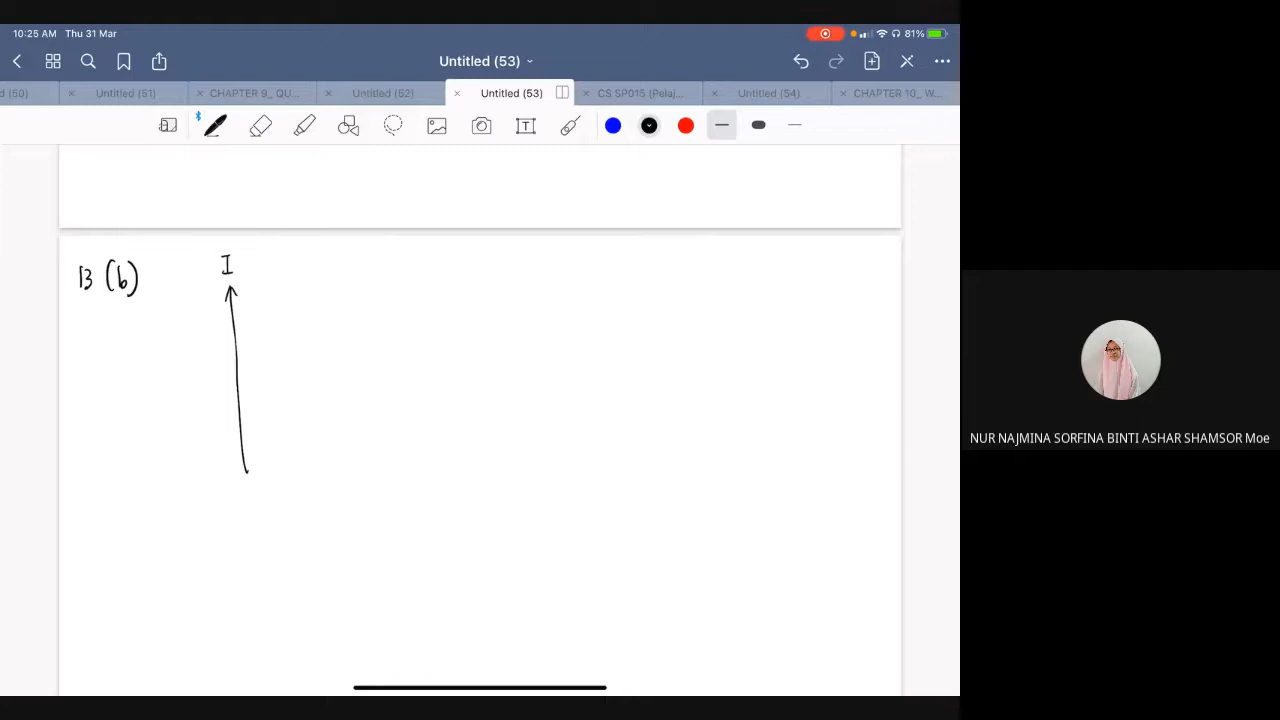 10:25 AM Thu 31 Mar
81%
Untitled (53)
d (50)
Untitled (51)
CHAPTER 9_ QU...
Untitled (52)
Untitled (53)
CS SP015 (Pelaj...
Untitled (54)
CHAPTER 10_ W...
T
B (b)
I
NUR NAJMINA SORFINA BINTI ASHAR SHAMSOR Moe